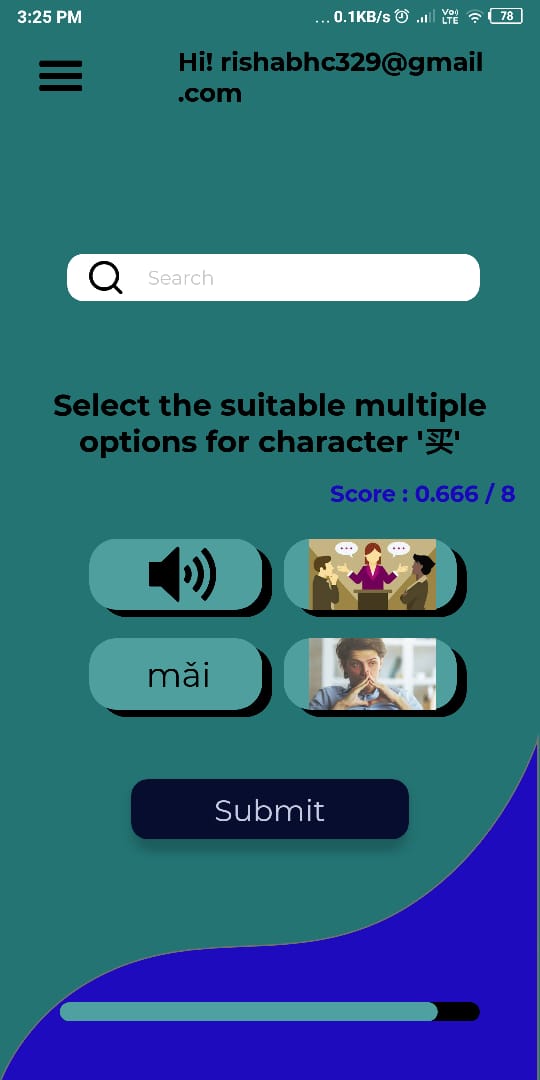 3:25 PM
... 0.1KB/s Vo) LTE 78
Hi! rishabhc329@gmail
.com
Search
Select the suitable multiple
options for character '买'
Score : 0.666 / 8
mǎi
Submit